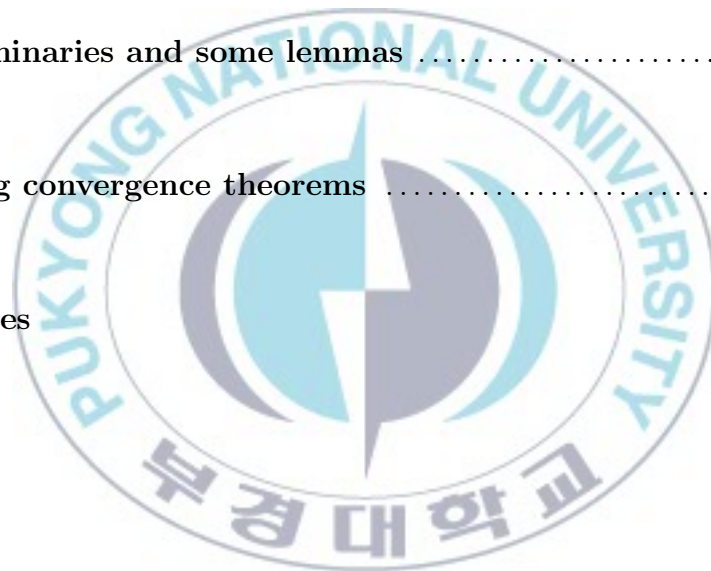 minaries and some lemmas ......................
PUKYONG NATIONAL UNIVERSITY
g convergence theorems ........................
es
부경대학교